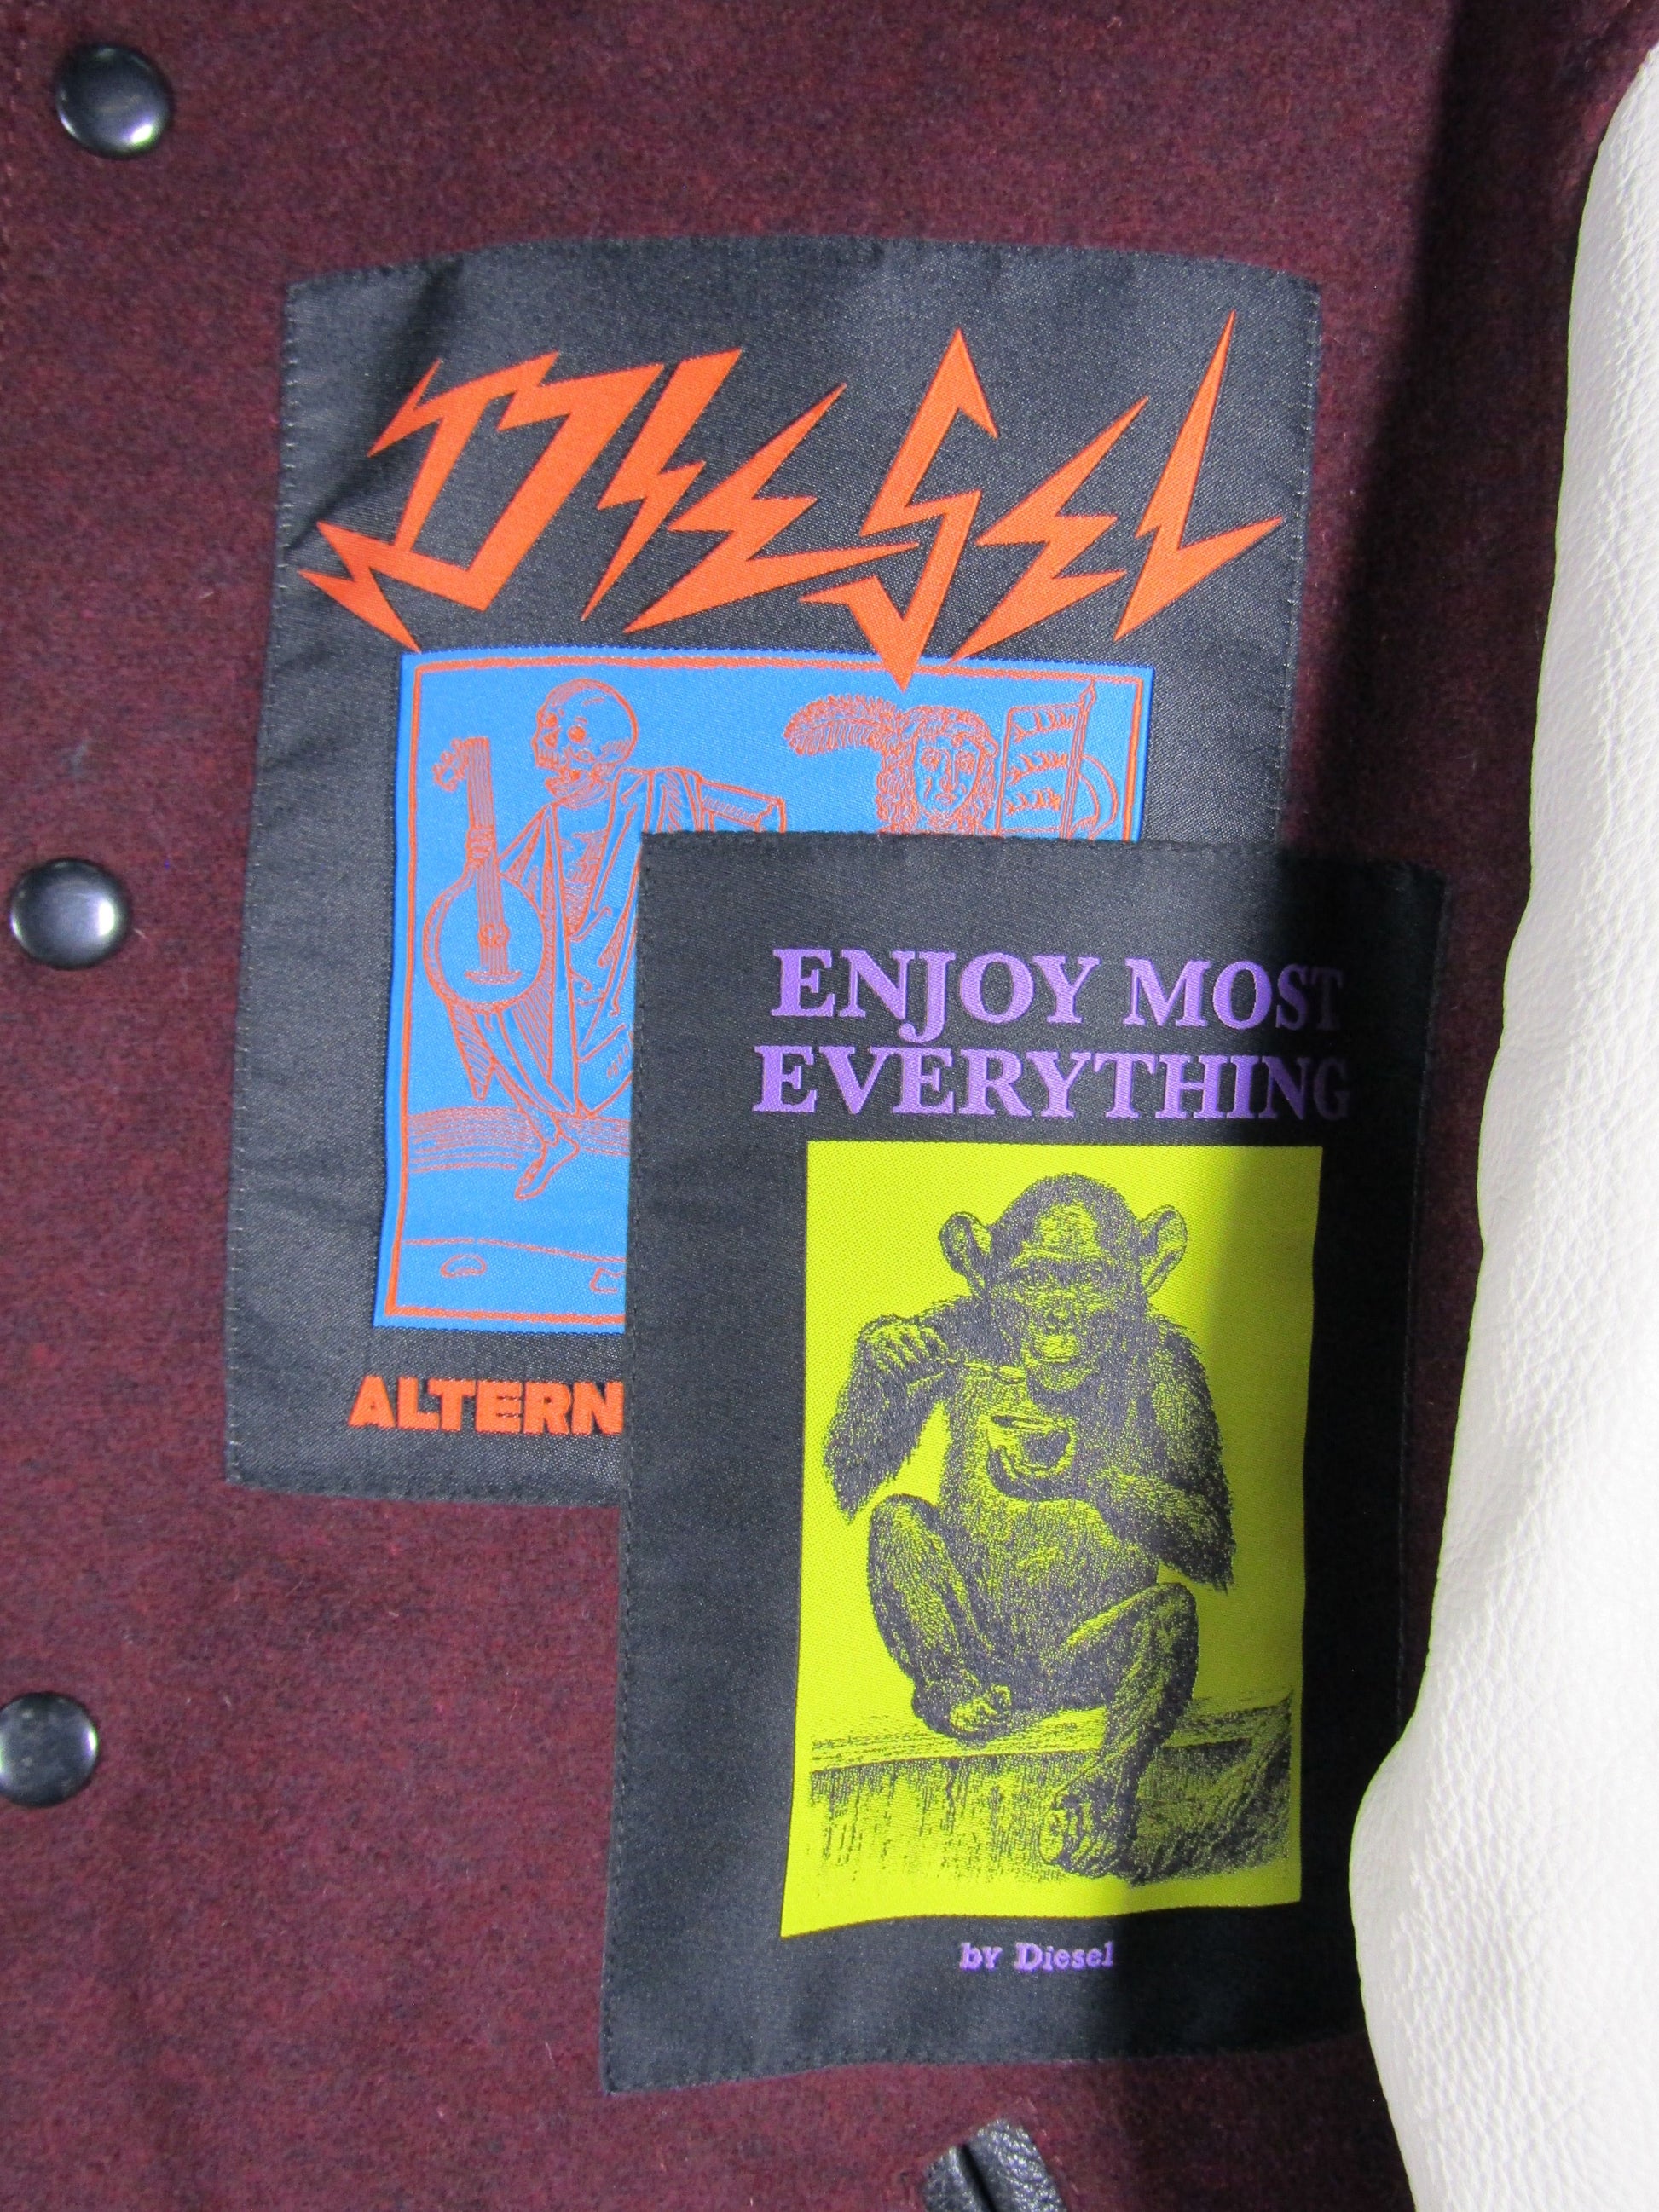 DIESEL
ALTERN
ENJOY MOST
EVERYTHING
by Diesel